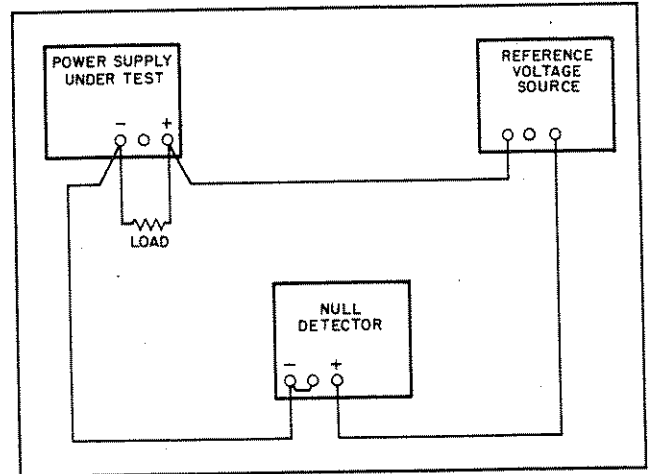 POWER SUPPLY
UNDER TEST
- +
LOAD
REFERENCE
VOLTAGE
SOURCE
NULL
DETECTOR
- +